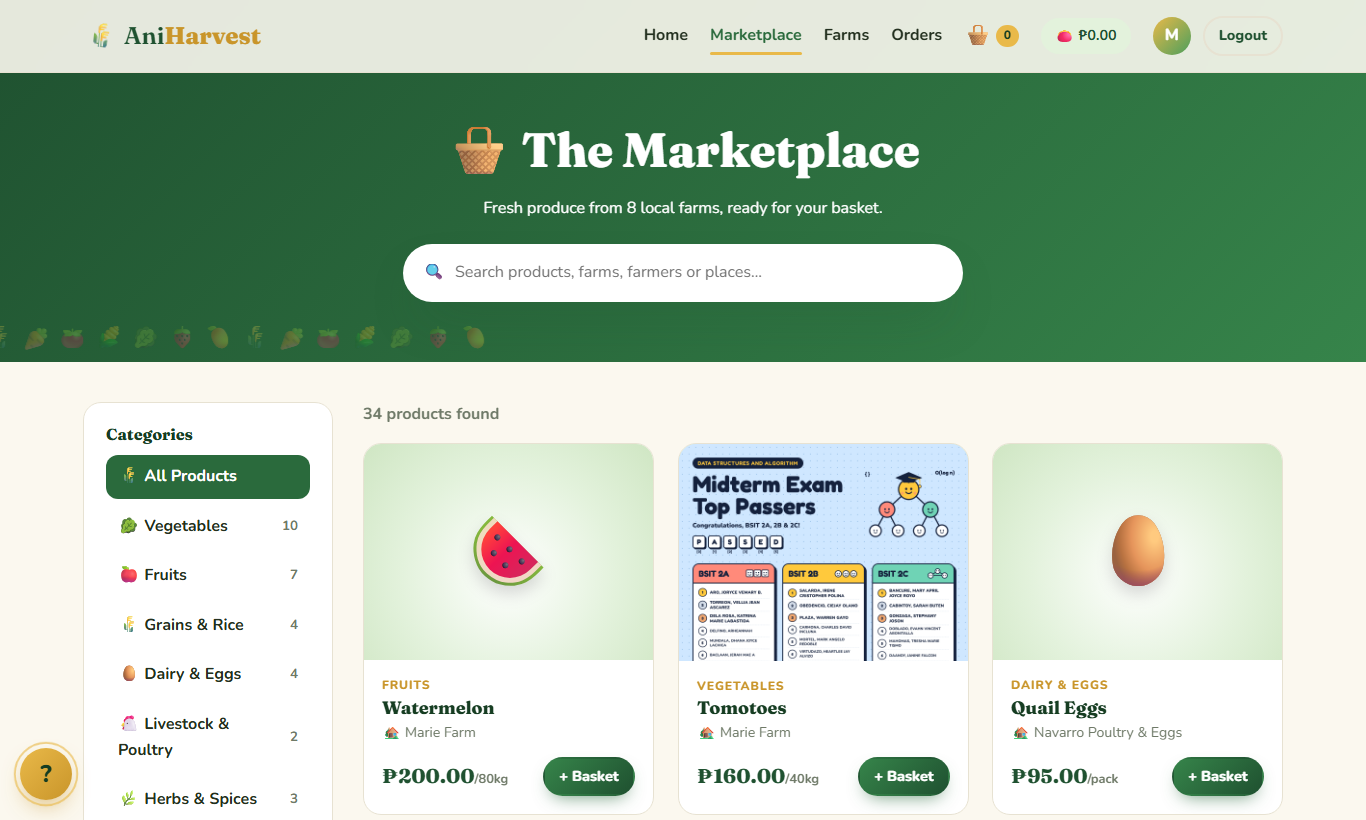 AniHarvest
Home Marketplace Farms Orders 0 ₱0.00 M Logout
The Marketplace
Fresh produce from 8 local farms, ready for your basket.
Search products, farms, farmers or places...
Categories
All Products
Vegetables 10
Fruits 7
Grains & Rice 4
Dairy & Eggs 4
Livestock &
Poultry 2
Herbs & Spices 3
?
34 products found
FRUITS
Watermelon
Marie Farm
₱200.00/80kg + Basket
DATA STRUCTURES AND ALGORITHM
Midterm Exam
Top Passers
Congratulations, BSIT 2A, 2B & 2C!
P A S S E D
{}
O(log n)
BSIT 2A
BSIT 2B
BSIT 2C
VEGETABLES
Tomotoes
Marie Farm
₱160.00/40kg + Basket
DAIRY & EGGS
Quail Eggs
Navarro Poultry & Eggs
₱95.00/pack + Basket